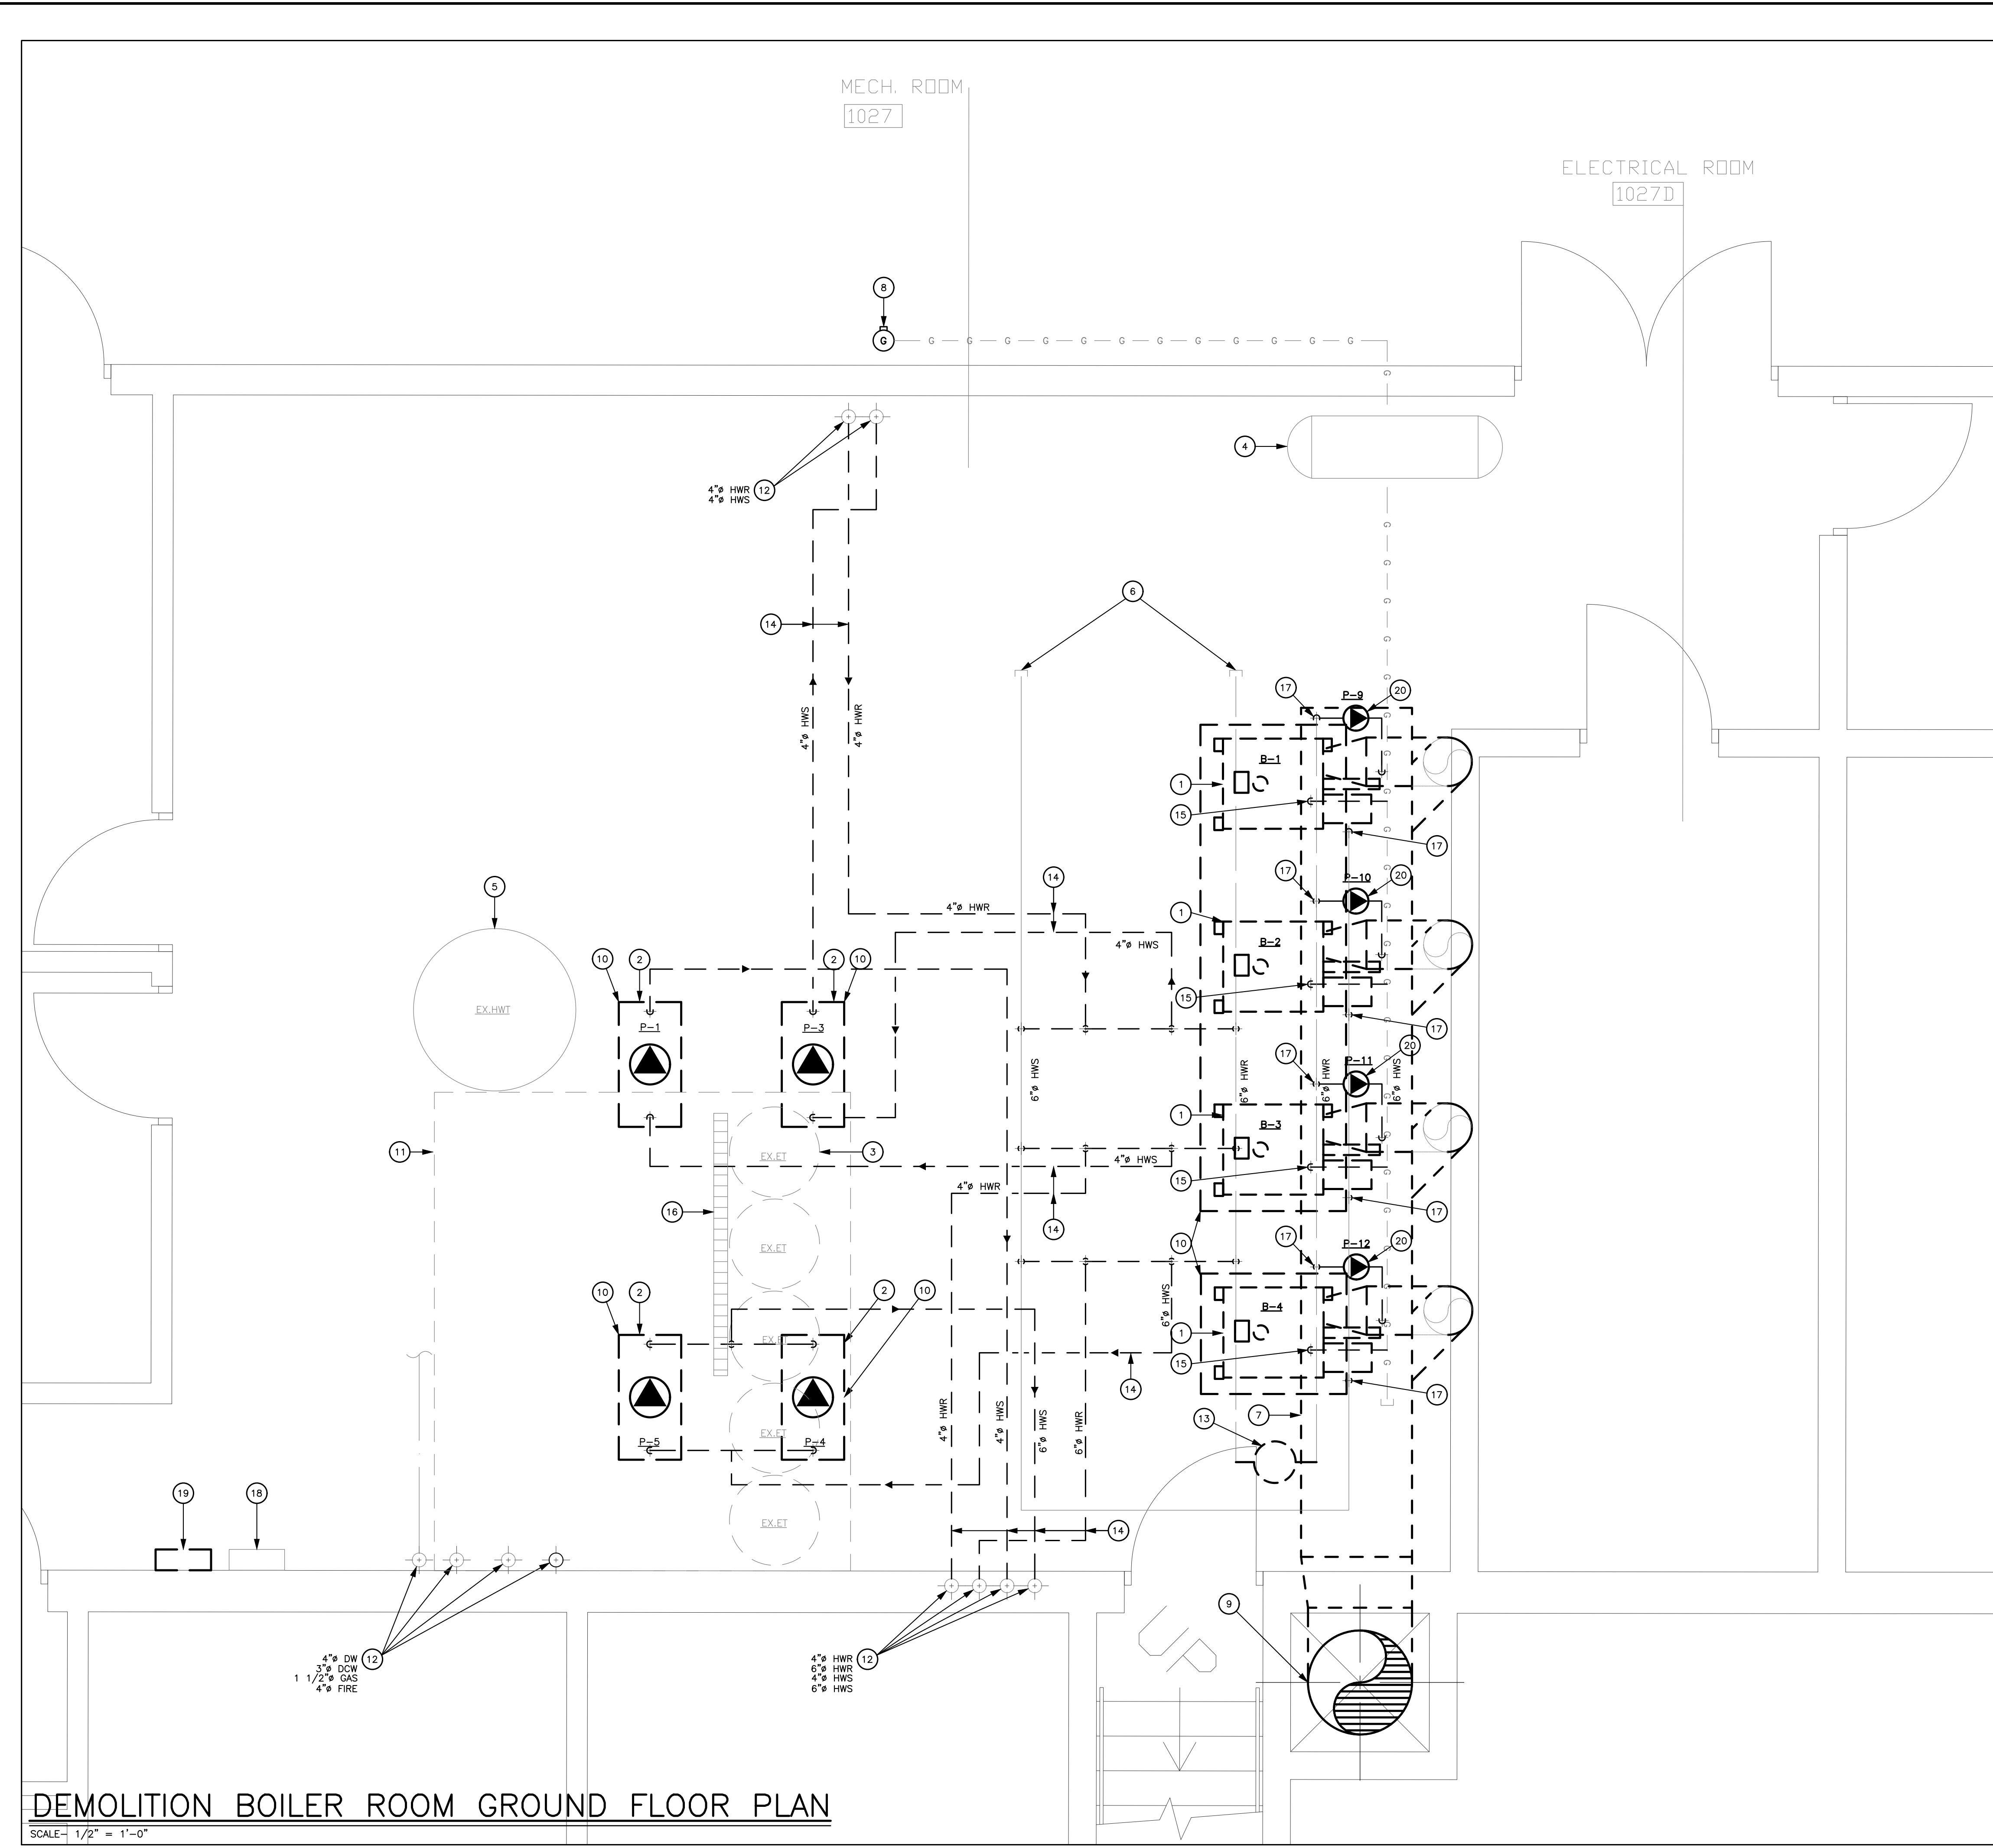 MECH. ROOM
1027
ELECTRICAL ROOM
1027D
8
G
G G G G G G G G G G G G
G
4
4"ø HWR
4"ø HWS
12
G
G
G
G
6
14
G
17
P-9
20
4"ø HWS
4"ø HWR
G
G
B-1
1
G
15
G
17
14
17
P-10
20
G
5
4"ø HWR
1
G
B-2
4"ø HWS
10
2
2
10
G
15
EX.HWT
P-1
P-3
G
17
17
20
G
P-11
6"ø HWS
6"ø HWR
6"ø HWR
6"ø HWS
G
1
B-3
G
11
EX.ET
3
4"ø HWS
G
15
4"ø HWR
16
G
17
14
10
17
P-12
20
EX.ET
G
10
2
2
10
6"ø HWS
G
B-4
1
EX.ET
G
15
G
14
17
4"ø HWR
4"ø HWS
6"ø HWS
6"ø HWR
7
13
P-5
EX.ET
P-4
19
18
EX.ET
14
9
4"ø DW
3"ø DCW
1 1/2"ø GAS
4"ø FIRE
12
4"ø HWR
6"ø HWR
4"ø HWS
6"ø HWS
12
UP
DEMOLITION BOILER ROOM GROUND FLOOR PLAN
SCALE- 1/2" = 1'-0"